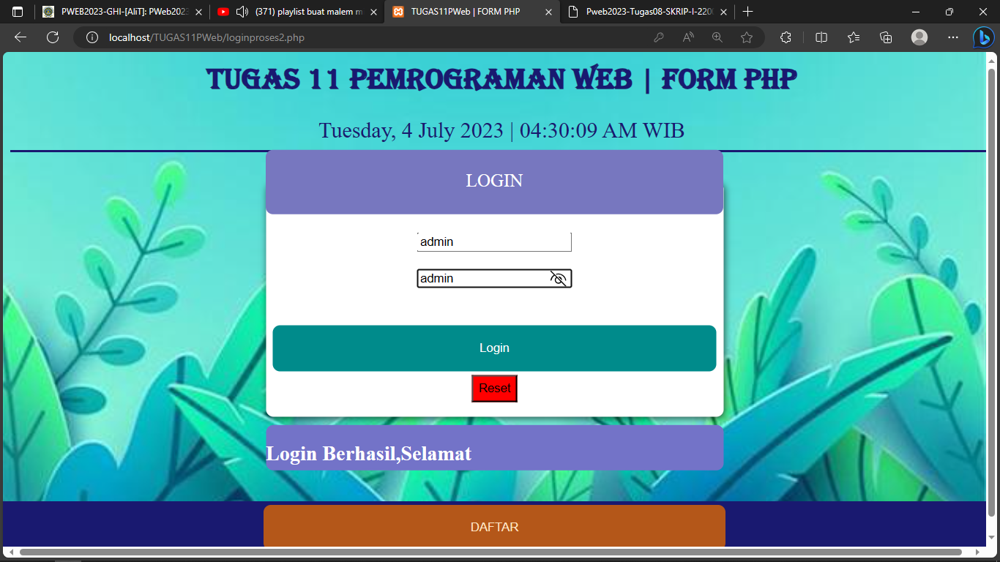 PWEB2023-GHI-[AliT]: PWeb2023
(371) playlist buat malem m
TUGAS11PWeb | FORM PHP
Pweb2023-Tugas08-SKRIP-I-220
localhost/TUGAS11PWeb/loginproses2.php
TUGAS 11 PEMROGRAMAN WEB | FORM PHP
Tuesday, 4 July 2023 | 04:30:09 AM WIB
LOGIN
admin
admin
Login
Reset
Login Berhasil,Selamat
DAFTAR